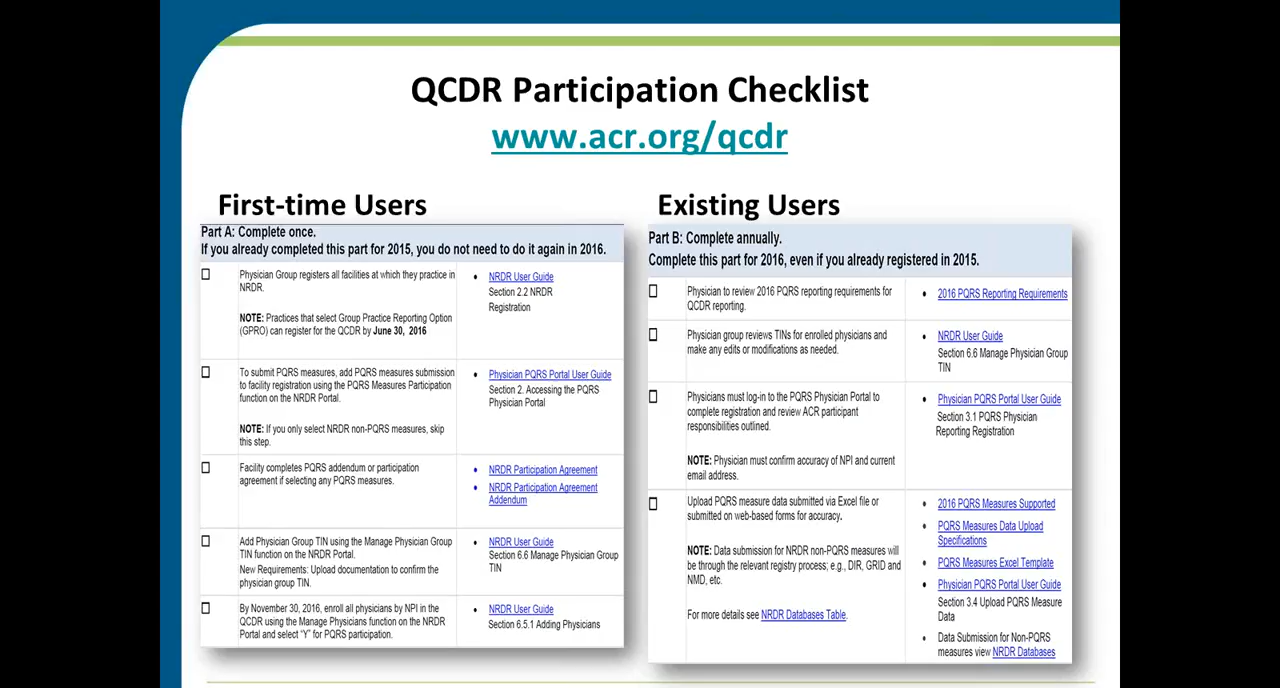 QCDR Participation Checklist
www.acr.org/qcdr
First-time Users
Part A: Complete once.
If you already completed this part for 2015, you do not need to do it again in 2016.
Physician Group registers all facilities at which they practice in
NRDR.
NOTE: Practices that select Group Practice Reporting Option
(GPRO) can register for the QCDR by June 30, 2016
• NRDR User Guide
Section 2.2 NRDR
Registration
To submit PQRS measures, add PQRS measures submission
to facility registration using the PQRS Measures Participation
function on the NRDR Portal.
NOTE: If you only select NRDR non-PQRS measures, skip
this step.
• Physician PQRS Portal User Guide
Section 2. Accessing the PQRS
Physician Portal
Facility completes PQRS addendum or participation
agreement if selecting any PQRS measures.
• NRDR Participation Agreement
• NRDR Participation Agreement
Addendum
Add Physician Group TIN using the Manage Physician Group
TIN function on the NRDR Portal.
New Requirements: Upload documentation to confirm the
physician group TIN.
• NRDR User Guide
Section 6.6 Manage Physician Group
TIN
By November 30, 2016, enroll all physicians by NPI in the
QCDR using the Manage Physicians function on the NRDR
Portal and select “Y” for PQRS participation.
• NRDR User Guide
Section 6.5.1 Adding Physicians
Existing Users
Part B: Complete annually.
Complete this part for 2016, even if you already registered in 2015.
Physician to review 2016 PQRS reporting requirements for
QCDR reporting.
• 2016 PQRS Reporting Requirements
Physician group reviews TINs for enrolled physicians and
make any edits or modifications as needed.
• NRDR User Guide
Section 6.6 Manage Physician Group
TIN
Physicians must log-in to the PQRS Physician Portal to
complete registration and review ACR participant
responsibilities outlined.
NOTE: Physician must confirm accuracy of NPI and current
email address.
• Physician PQRS Portal User Guide
Section 3.1 PQRS Physician
Reporting Registration
Upload PQRS measure data submitted via Excel file or
submitted on web-based forms for accuracy.
NOTE: Data submission for NRDR non-PQRS measures will
be through the relevant registry process; e.g., DIR, GRID and
NMD, etc.
For more details see NRDR Databases Table.
• 2016 PQRS Measures Supported
• PQRS Measures Data Upload
Specifications
• PQRS Measures Excel Template
• Physician PQRS Portal User Guide
Section 3.4 Upload PQRS Measure
Data
• Data Submission for Non-PQRS
measures view NRDR Databases